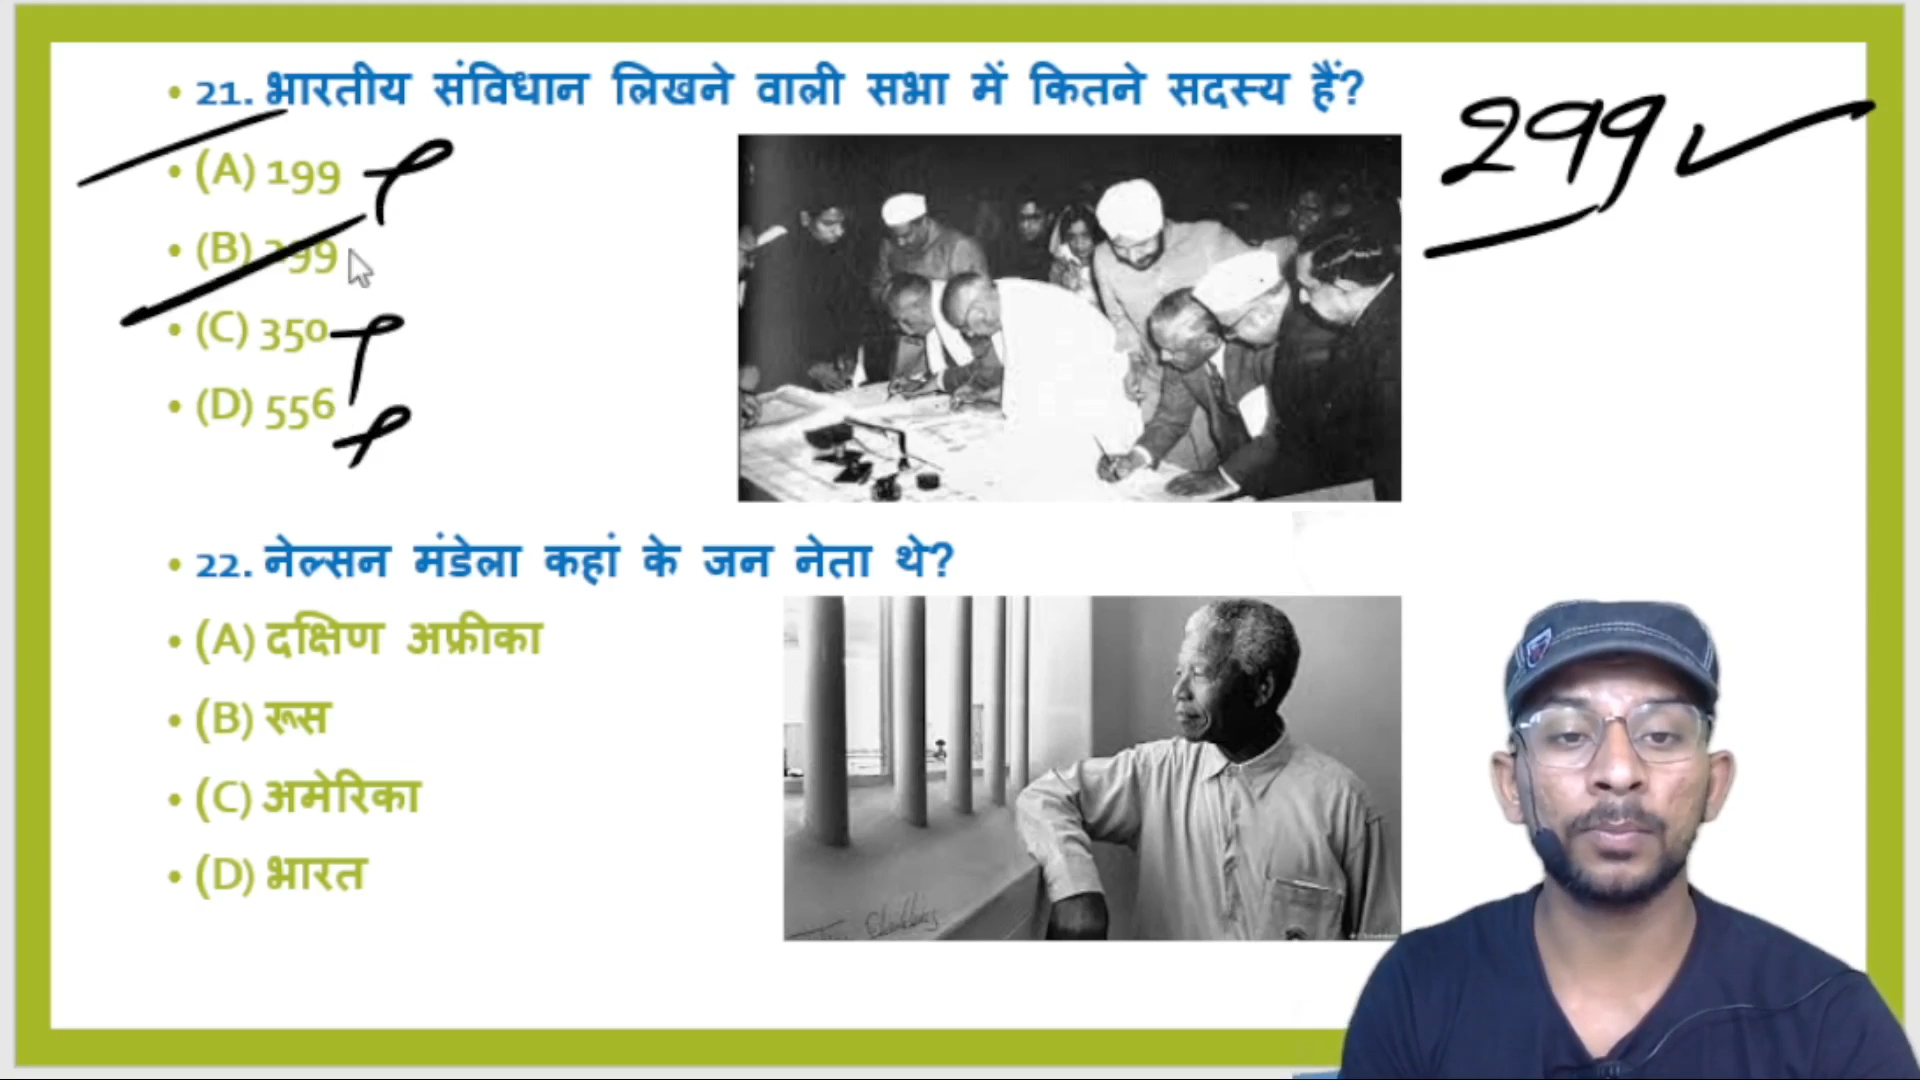 • 21. भारतीय संविधान लिखने वाली सभा में कितने सदस्य हैं?
299 ✓
• (A) 199
• (B) 299
• (C) 350
• (D) 556
• 22. नेल्सन मंडेला कहां के जन नेता थे?
• (A) दक्षिण अफ्रीका
• (B) रूस
• (C) अमेरिका
• (D) भारत